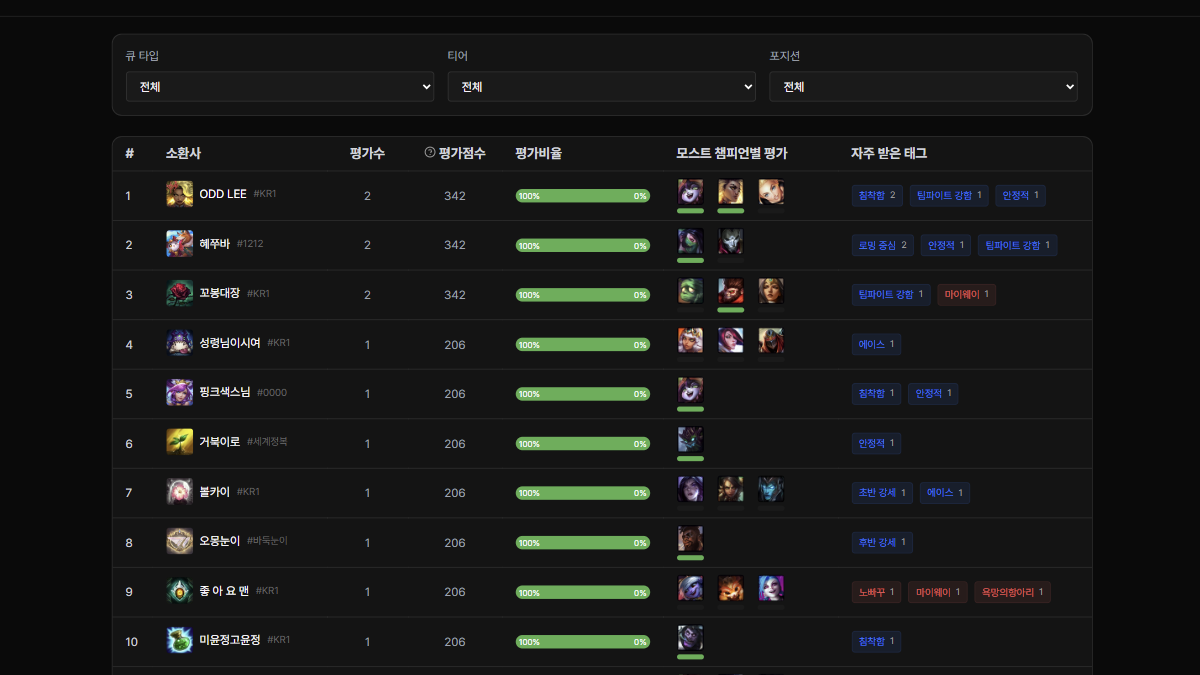 큐 타입 티어 포지션
전체 전체 전체
# 소환사 평가수 ? 평가점수 평가비율 모스트 챔피언별 평가 자주 받은 태그
1 ODD LEE #KR1 2 342 100% 0% 침착함 2 팀파이트 강함 1 안정적 1
2 헤쭈바 #1212 2 342 100% 0% 로밍 중심 2 안정적 1 팀파이트 강함 1
3 꼬봉대장 #KR1 2 342 100% 0% 팀파이트 강함 1 마이웨이 1
4 성령님이시여 #KR1 1 206 100% 0% 에이스 1
5 핑크색스님 #0000 1 206 100% 0% 침착함 1 안정적 1
6 거북이로 #세계정복 1 206 100% 0% 안정적 1
7 볼카이 #KR1 1 206 100% 0% 초반 강세 1 에이스 1
8 오몽눈이 #바둑눈이 1 206 100% 0% 후반 강세 1
9 좋 아 요 맨 #KR1 1 206 100% 0% 노빠꾸 1 마이웨이 1 욕망의항아리 1
10 미윤정고윤정 #KR1 1 206 100% 0% 침착함 1